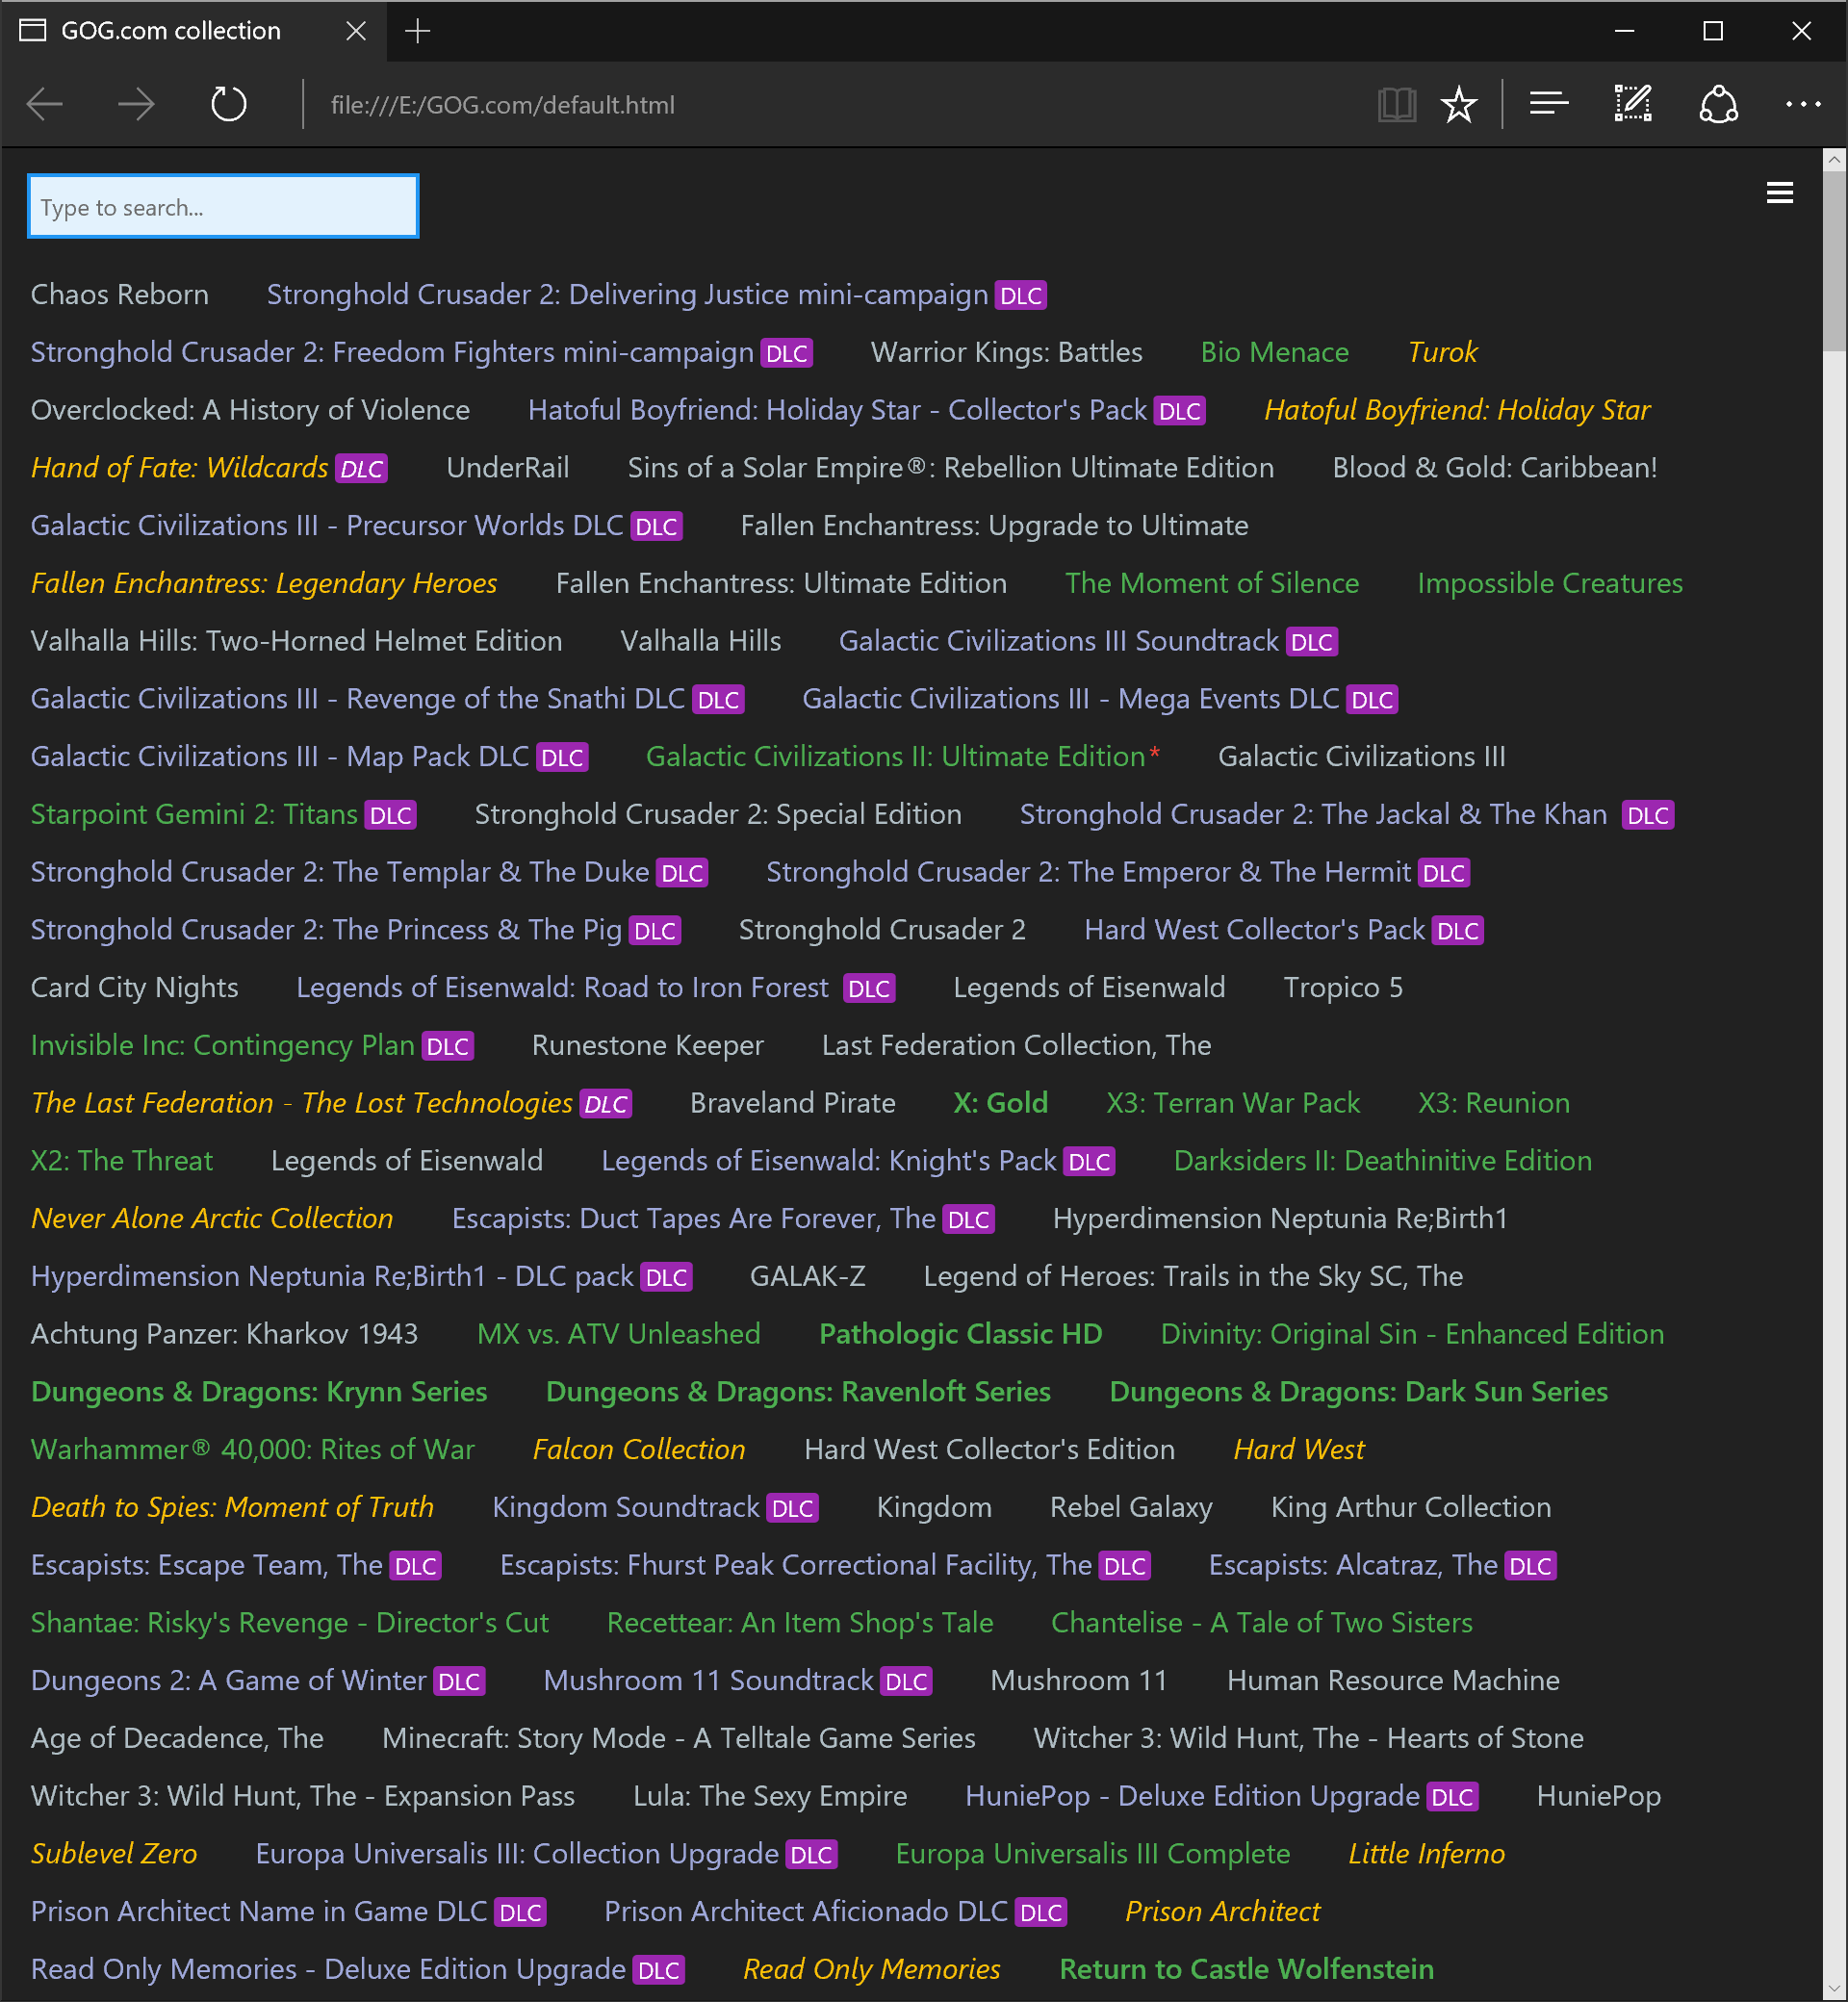 GOG.com collection
file:///E:/GOG.com/default.html
Type to search...
Chaos Reborn Stronghold Crusader 2: Delivering Justice mini-campaign DLC
Stronghold Crusader 2: Freedom Fighters mini-campaign DLC Warrior Kings: Battles Bio Menace Turok
Overclocked: A History of Violence Hatoful Boyfriend: Holiday Star - Collector's Pack DLC Hatoful Boyfriend: Holiday Star
Hand of Fate: Wildcards DLC UnderRail Sins of a Solar Empire®: Rebellion Ultimate Edition Blood & Gold: Caribbean!
Galactic Civilizations III - Precursor Worlds DLC DLC Fallen Enchantress: Upgrade to Ultimate
Fallen Enchantress: Legendary Heroes Fallen Enchantress: Ultimate Edition The Moment of Silence Impossible Creatures
Valhalla Hills: Two-Horned Helmet Edition Valhalla Hills Galactic Civilizations III Soundtrack DLC
Galactic Civilizations III - Revenge of the Snathi DLC DLC Galactic Civilizations III - Mega Events DLC DLC
Galactic Civilizations III - Map Pack DLC DLC Galactic Civilizations II: Ultimate Edition* Galactic Civilizations III
Starpoint Gemini 2: Titans DLC Stronghold Crusader 2: Special Edition Stronghold Crusader 2: The Jackal & The Khan DLC
Stronghold Crusader 2: The Templar & The Duke DLC Stronghold Crusader 2: The Emperor & The Hermit DLC
Stronghold Crusader 2: The Princess & The Pig DLC Stronghold Crusader 2 Hard West Collector's Pack DLC
Card City Nights Legends of Eisenwald: Road to Iron Forest DLC Legends of Eisenwald Tropico 5
Invisible Inc: Contingency Plan DLC Runestone Keeper Last Federation Collection, The
The Last Federation - The Lost Technologies DLC Braveland Pirate X: Gold X3: Terran War Pack X3: Reunion
X2: The Threat Legends of Eisenwald Legends of Eisenwald: Knight's Pack DLC Darksiders II: Deathinitive Edition
Never Alone Arctic Collection Escapists: Duct Tapes Are Forever, The DLC Hyperdimension Neptunia Re;Birth1
Hyperdimension Neptunia Re;Birth1 - DLC pack DLC GALAK-Z Legend of Heroes: Trails in the Sky SC, The
Achtung Panzer: Kharkov 1943 MX vs. ATV Unleashed Pathologic Classic HD Divinity: Original Sin - Enhanced Edition
Dungeons & Dragons: Krynn Series Dungeons & Dragons: Ravenloft Series Dungeons & Dragons: Dark Sun Series
Warhammer® 40,000: Rites of War Falcon Collection Hard West Collector's Edition Hard West
Death to Spies: Moment of Truth Kingdom Soundtrack DLC Kingdom Rebel Galaxy King Arthur Collection
Escapists: Escape Team, The DLC Escapists: Fhurst Peak Correctional Facility, The DLC Escapists: Alcatraz, The DLC
Shantae: Risky's Revenge - Director's Cut Recettear: An Item Shop's Tale Chantelise - A Tale of Two Sisters
Dungeons 2: A Game of Winter DLC Mushroom 11 Soundtrack DLC Mushroom 11 Human Resource Machine
Age of Decadence, The Minecraft: Story Mode - A Telltale Game Series Witcher 3: Wild Hunt, The - Hearts of Stone
Witcher 3: Wild Hunt, The - Expansion Pass Lula: The Sexy Empire HuniePop - Deluxe Edition Upgrade DLC HuniePop
Sublevel Zero Europa Universalis III: Collection Upgrade DLC Europa Universalis III Complete Little Inferno
Prison Architect Name in Game DLC DLC Prison Architect Aficionado DLC DLC Prison Architect
Read Only Memories - Deluxe Edition Upgrade DLC Read Only Memories Return to Castle Wolfenstein